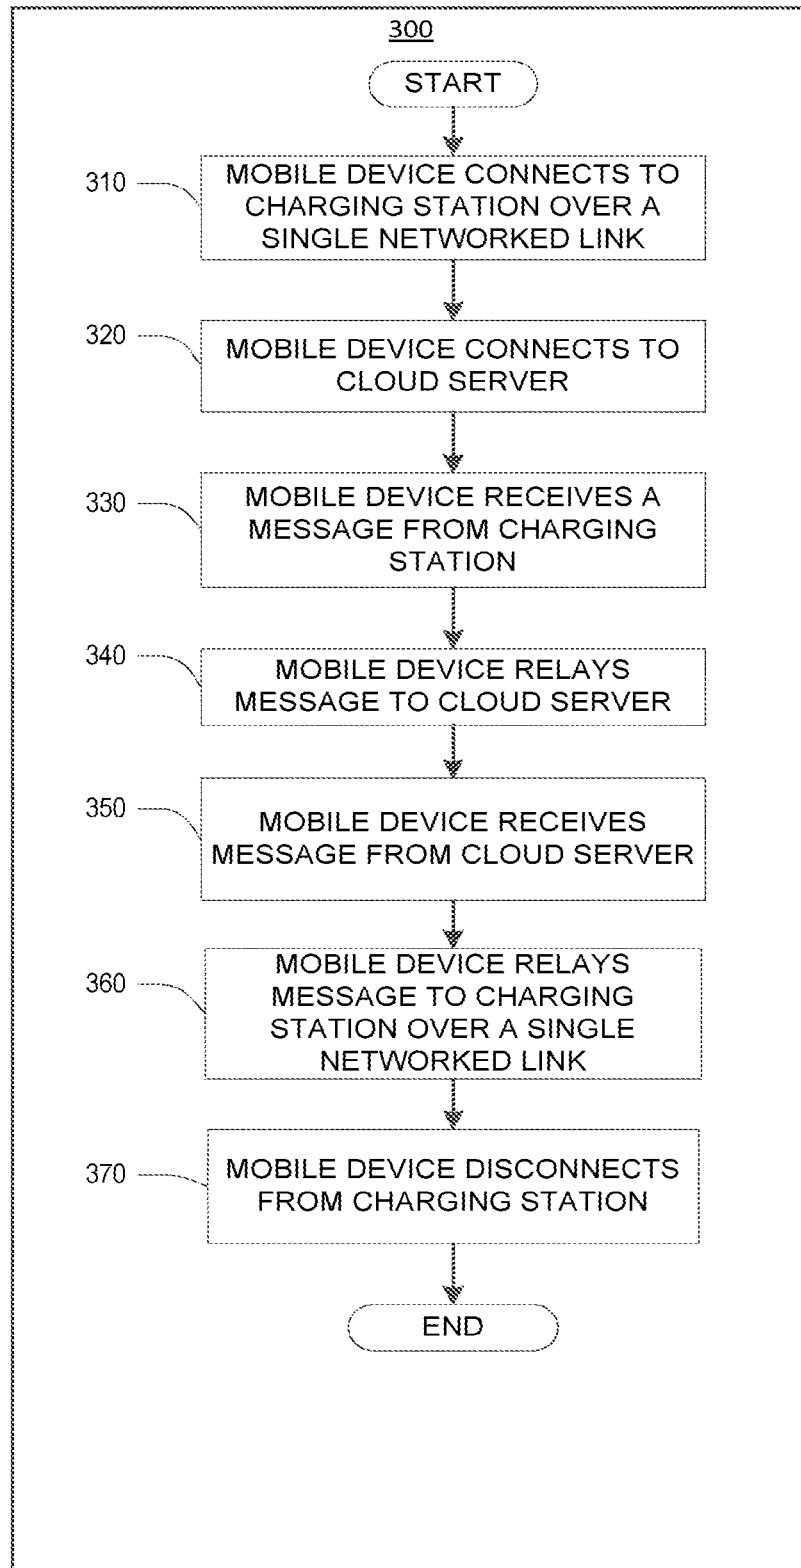 300
START
310
MOBILE DEVICE CONNECTS TO
CHARGING STATION OVER A
SINGLE NETWORKED LINK
320
MOBILE DEVICE CONNECTS TO
CLOUD SERVER
330
MOBILE DEVICE RECEIVES A
MESSAGE FROM CHARGING
STATION
340
MOBILE DEVICE RELAYS
MESSAGE TO CLOUD SERVER
350
MOBILE DEVICE RECEIVES
MESSAGE FROM CLOUD SERVER
360
MOBILE DEVICE RELAYS
MESSAGE TO CHARGING
STATION OVER A SINGLE
NETWORKED LINK
370
MOBILE DEVICE DISCONNECTS
FROM CHARGING STATION
END